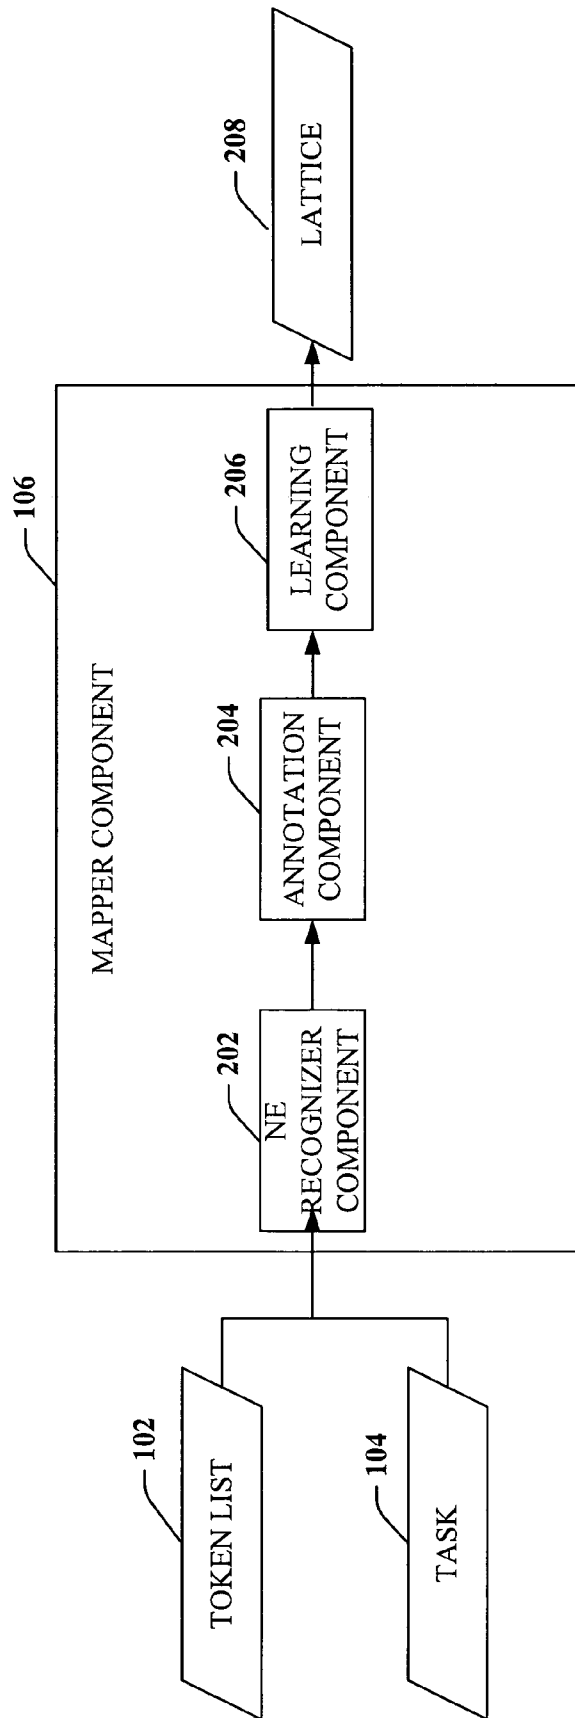 TOKEN LIST
102
TASK
104
MAPPER COMPONENT
106
NE
RECOGNIZER
COMPONENT
202
ANNOTATION
COMPONENT
204
LEARNING
COMPONENT
206
LATTICE
208